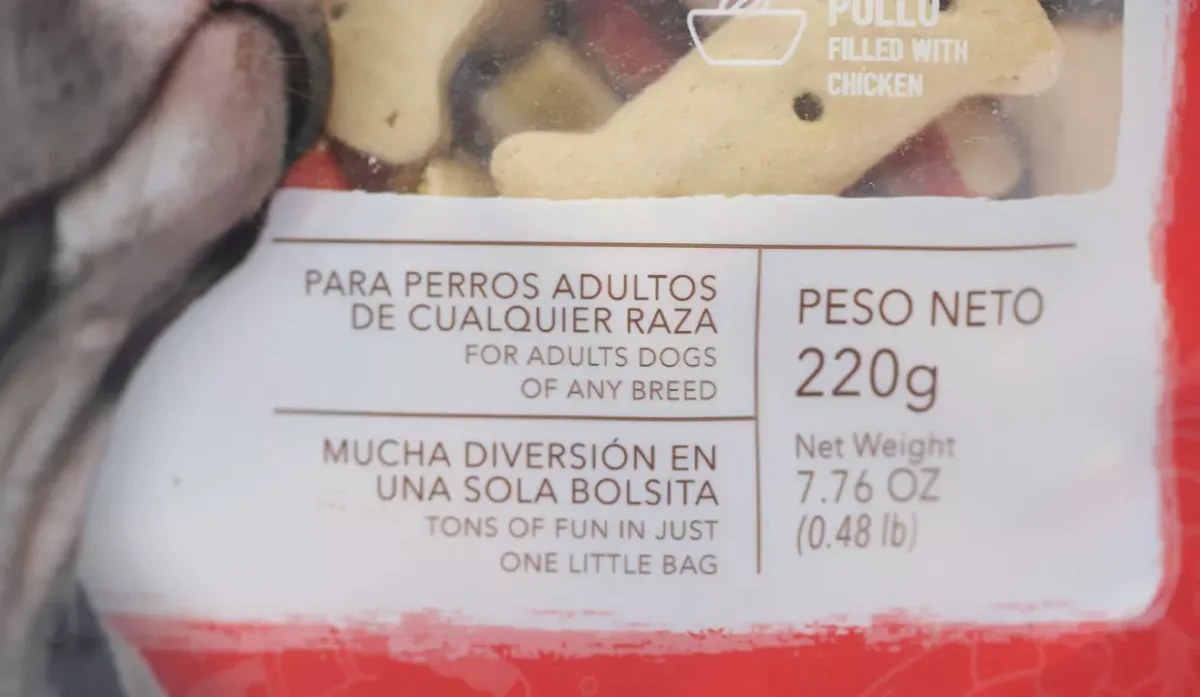 POLLO
FILLED WITH
CHICKEN
PARA PERROS ADULTOS
DE CUALQUIER RAZA
FOR ADULTS DOGS
OF ANY BREED
MUCHA DIVERSIÓN EN
UNA SOLA BOLSITA
TONS OF FUN IN JUST
ONE LITTLE BAG
PESO NETO
220g
Net Weight
7.76 OZ
(0.48 lb)